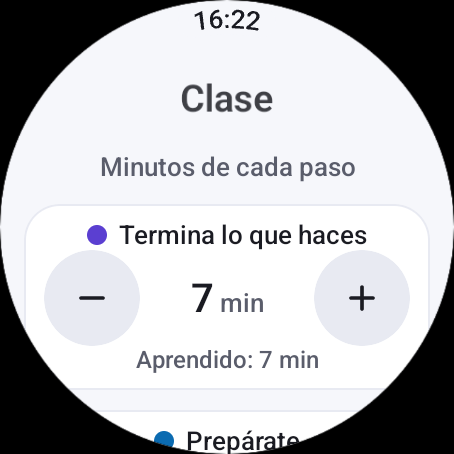 16:22
Clase
Minutos de cada paso
Termina lo que haces
7 min
Aprendido: 7 min
Prepárate